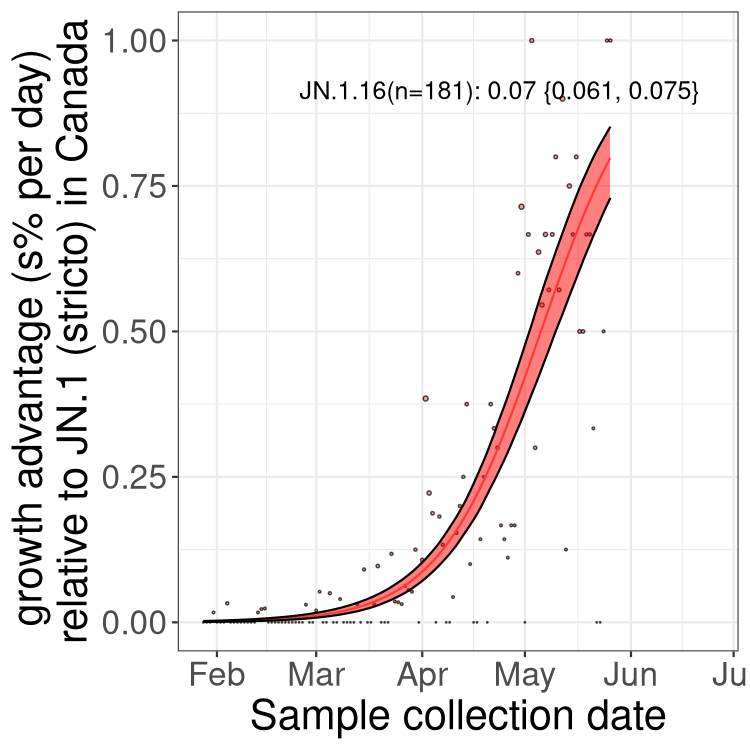 growth advantage (s% per day)
relative to JN.1 (stricto) in Canada
1.00
0.75
0.50
0.25
0.00
JN.1.16(n=181): 0.07 {0.061, 0.075}
Feb Mar Apr May Jun Ju
Sample collection date